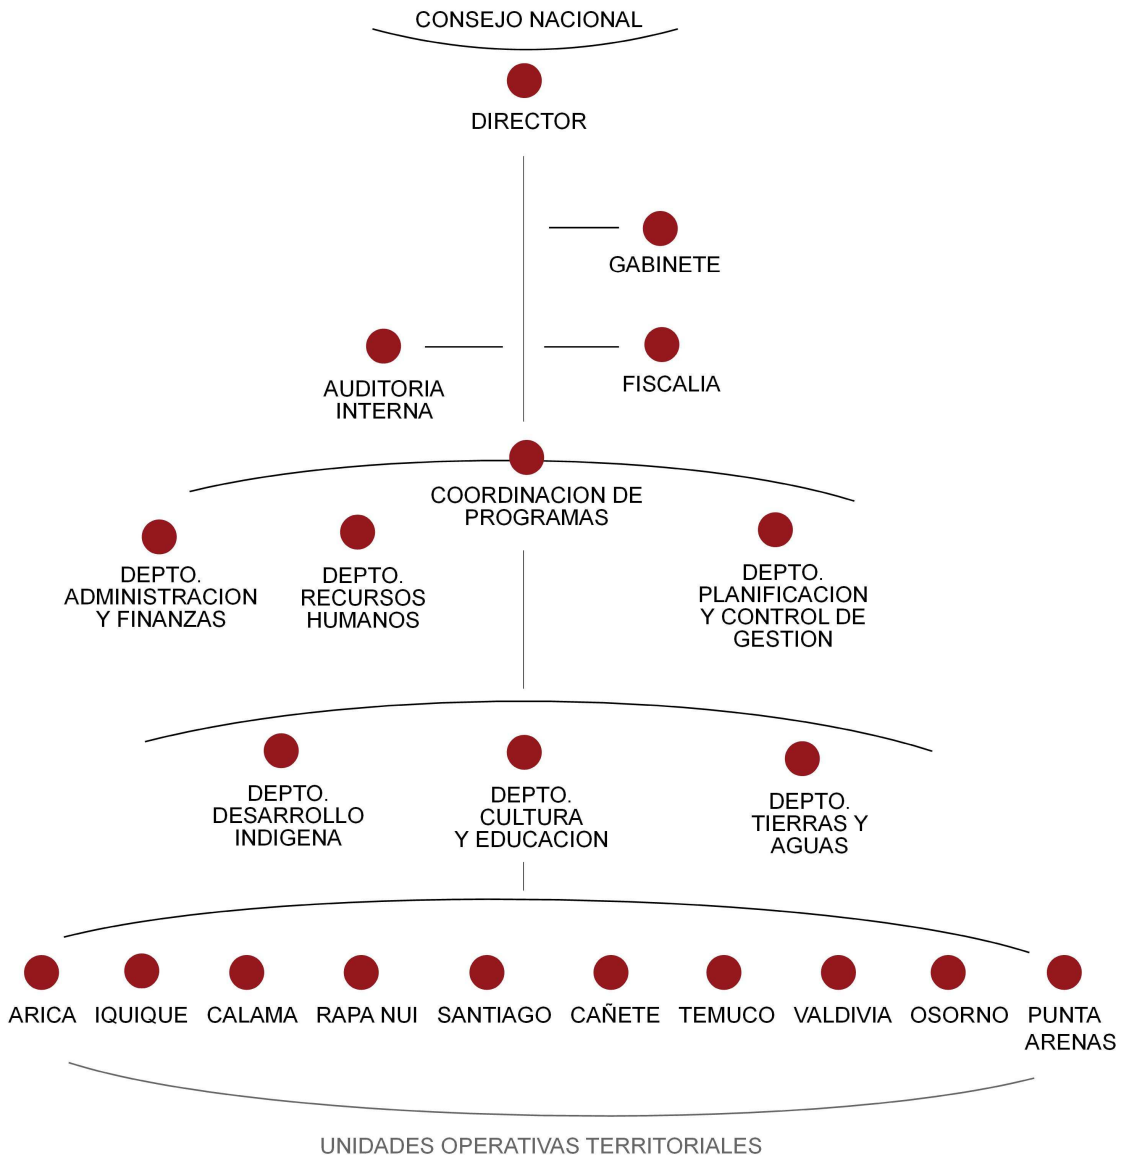 CONSEJO NACIONAL
DIRECTOR
GABINETE
AUDITORIA
INTERNA
FISCALIA
COORDINACION DE
PROGRAMAS
DEPTO.
ADMINISTRACION
Y FINANZAS
DEPTO.
RECURSOS
HUMANOS
DEPTO.
PLANIFICACION
Y CONTROL DE
GESTION
DEPTO.
DESARROLLO
INDIGENA
DEPTO.
CULTURA
Y EDUCACION
DEPTO.
TIERRAS Y
AGUAS
ARICA
IQUIQUE
CALAMA
RAPA NUI
SANTIAGO
CAÑETE
TEMUCO
VALDIVIA
OSORNO
PUNTA
ARENAS
UNIDADES OPERATIVAS TERRITORIALES